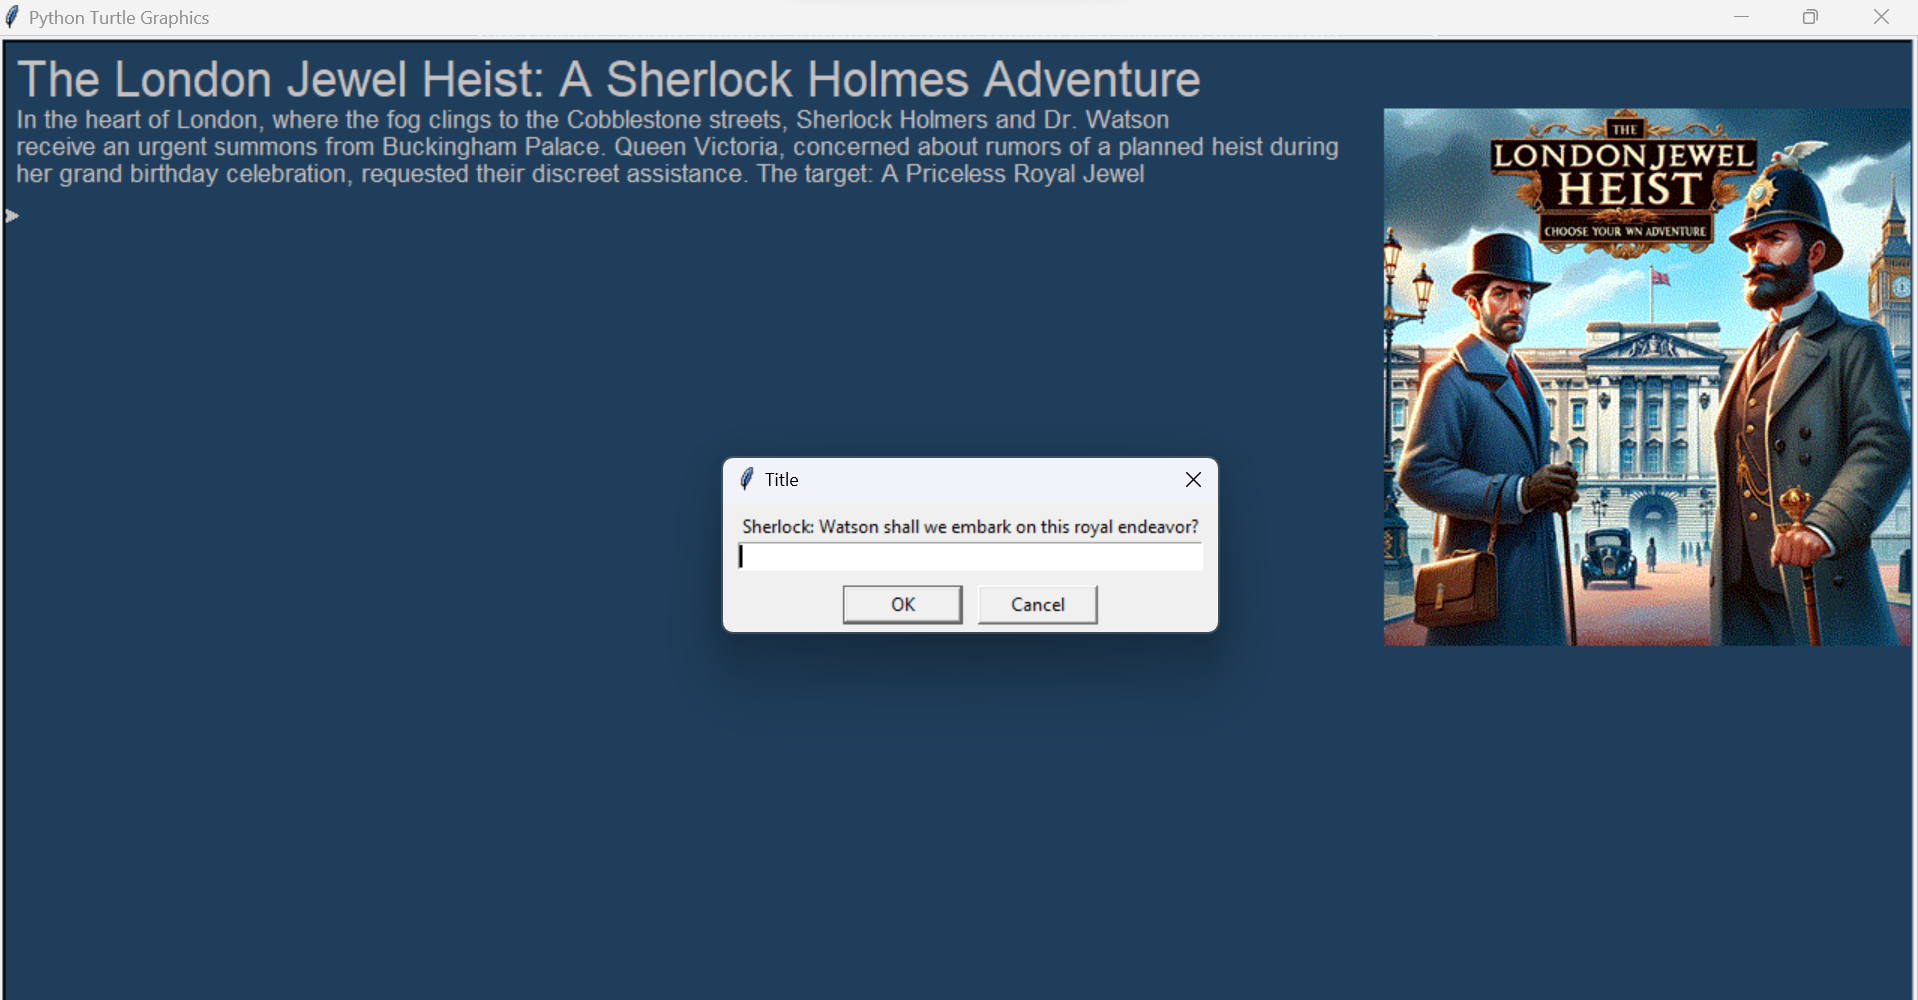 Python Turtle Graphics
The London Jewel Heist: A Sherlock Holmes Adventure
In the heart of London, where the fog clings to the Cobblestone streets, Sherlock Holmers and Dr. Watson
receive an urgent summons from Buckingham Palace. Queen Victoria, concerned about rumors of a planned heist during
her grand birthday celebration, requested their discreet assistance. The target: A Priceless Royal Jewel
THE
LONDON JEWEL
HEIST
CHOOSE YOUR WN ADVENTURE
Title
Sherlock: Watson shall we embark on this royal endeavor?
OK
Cancel